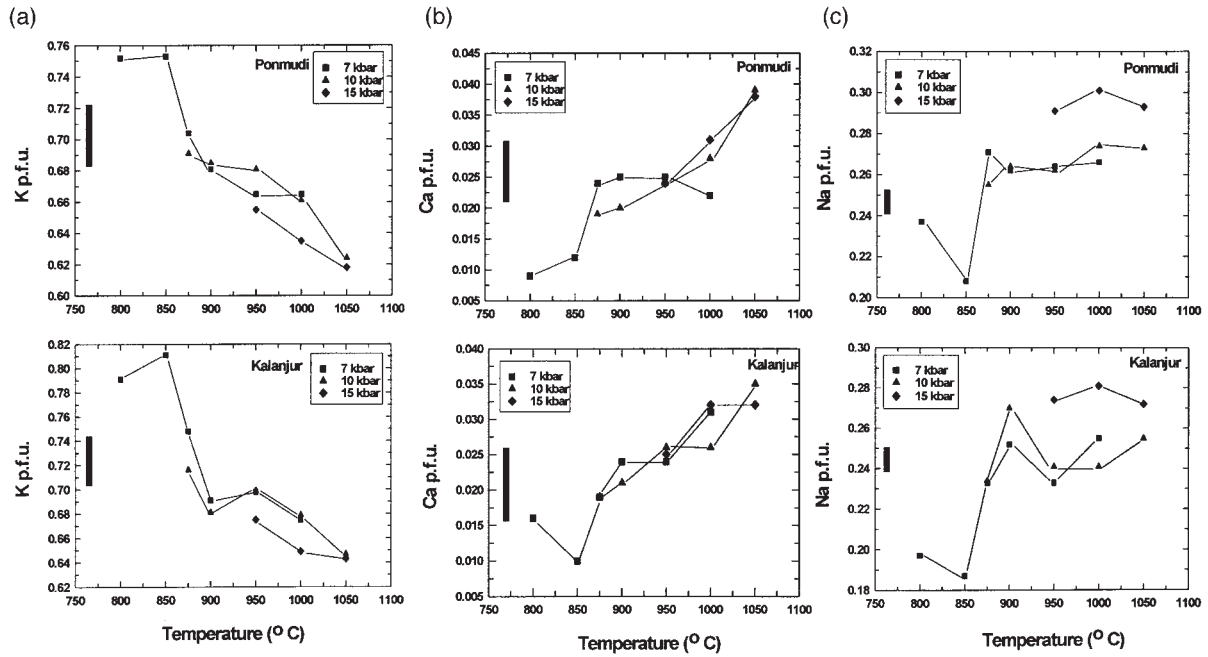 (a)
(b)
(c)
0.76
0.74
0.72
0.70
0.68
0.66
0.64
0.62
0.60
K p.f.u.
Ponmudi
7 kbar
10 kbar
15 kbar
750 800 850 900 950 1000 1050 1100
0.045
0.040
0.035
0.030
0.025
0.020
0.015
0.010
0.005
Ca p.f.u.
7 kbar
10 kbar
15 kbar
Ponmudi
750 800 850 900 950 1000 1050 1100
0.32
0.30
0.28
0.26
0.24
0.22
0.20
Na p.f.u.
7 kbar
10 kbar
15 kbar
Ponmudi
750 800 850 900 950 1000 1050 1100
0.82
0.80
0.78
0.76
0.74
0.72
0.70
0.68
0.66
0.64
0.62
K p.f.u.
Kalanjur
7 kbar
10 kbar
15 kbar
750 800 850 900 950 1000 1050 1100
Temperature (O C)
0.040
0.035
0.030
0.025
0.020
0.015
0.010
0.005
Ca p.f.u.
7 kbar
10 kbar
15 kbar
Kalanjur
750 800 850 900 950 1000 1050 1100
Temperature (O C)
0.30
0.28
0.26
0.24
0.22
0.20
0.18
Na p.f.u.
7 kbar
10 kbar
15 kbar
Kalanjur
750 800 850 900 950 1000 1050 1100
Temperature (O C)